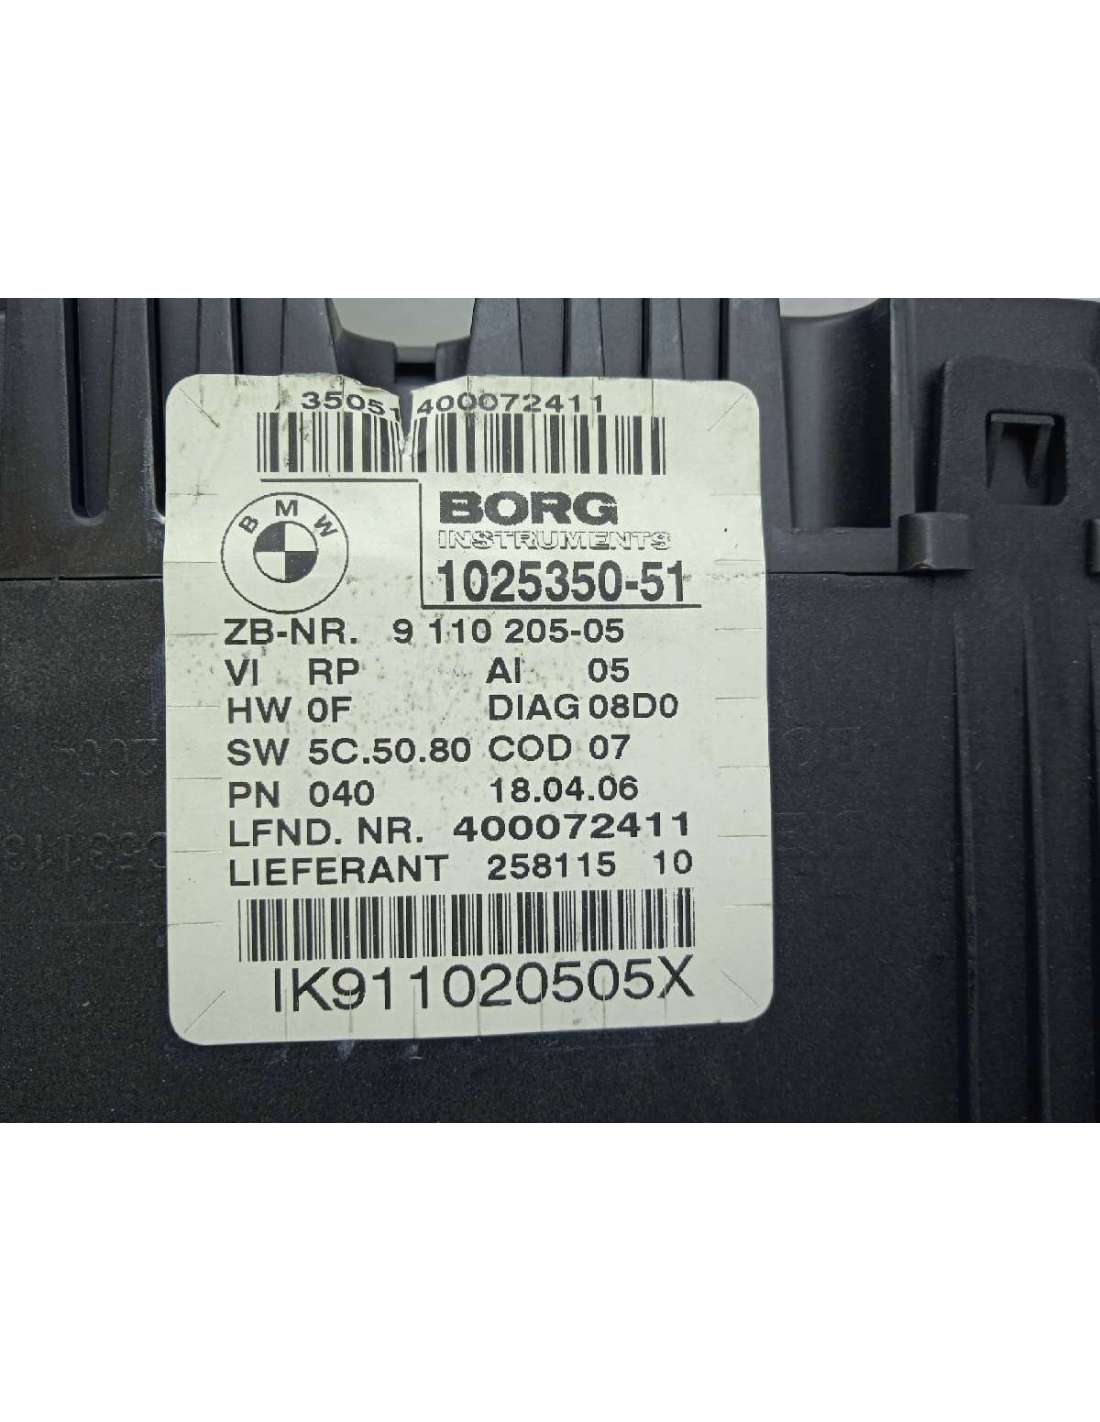 35051 400072411
BMW
BORG
INSTRUMENTS
1025350-51
ZB-NR. 9 110 205-05
VI RP AI 05
HW 0F DIAG 08D0
SW 5C.50.80 COD 07
PN 040 18.04.06
LFND. NR. 400072411
LIEFERANT 258115 10
IK911020505X